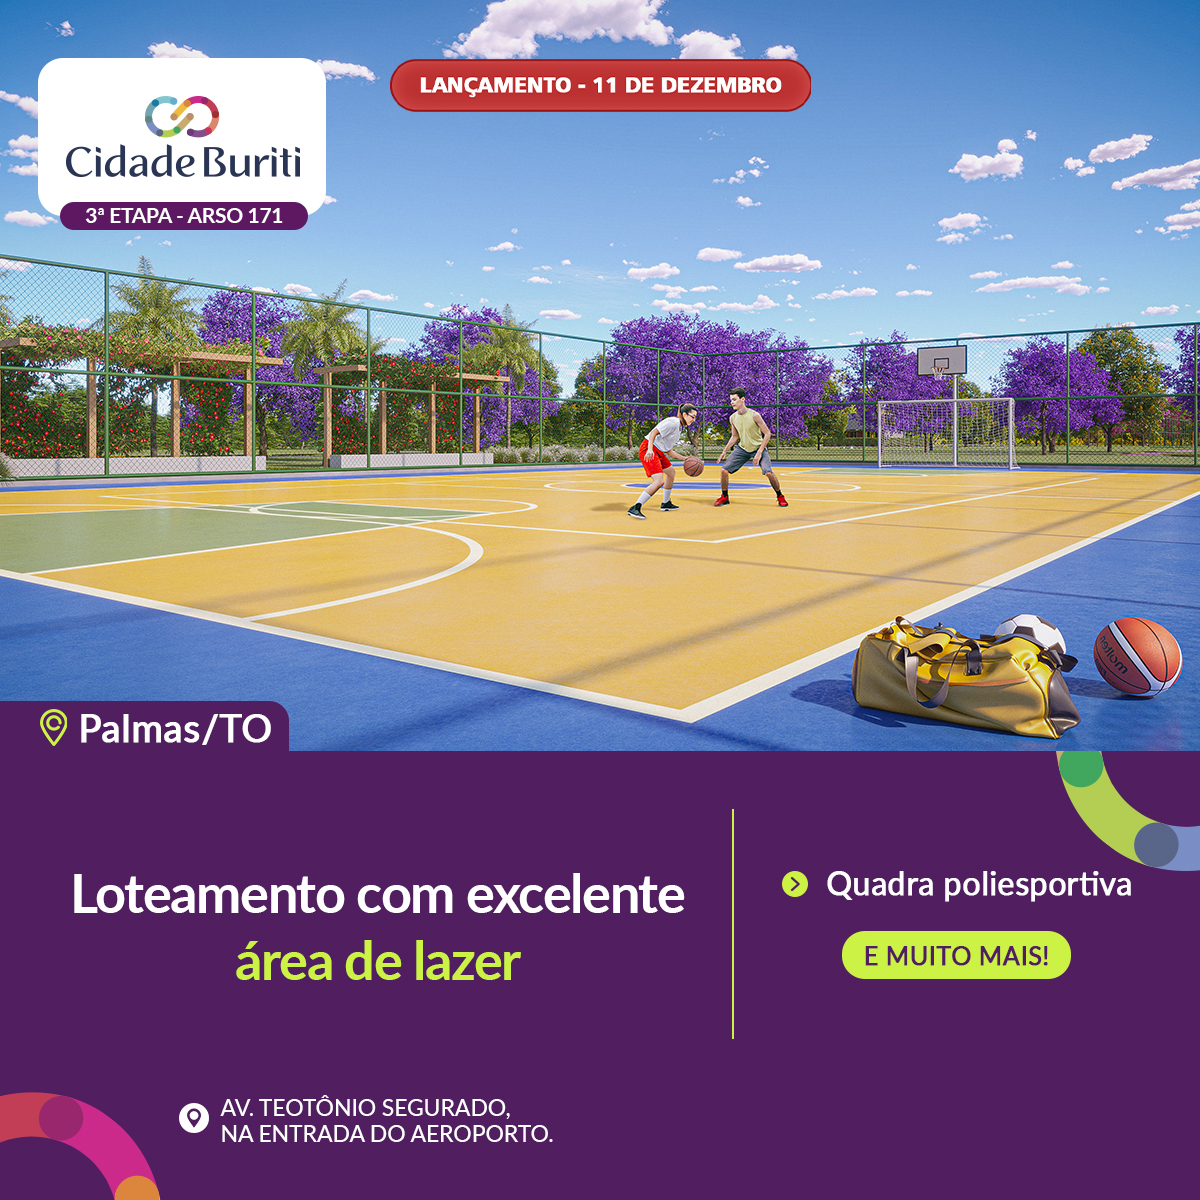 LANÇAMENTO - 11 DE DEZEMBRO
Cidade Buriti
3ª ETAPA - ARSO 171
molten
Palmas/TO
Loteamento com excelente
área de lazer
Quadra poliesportiva
E MUITO MAIS!
AV. TEOTÔNIO SEGURADO,
NA ENTRADA DO AEROPORTO.